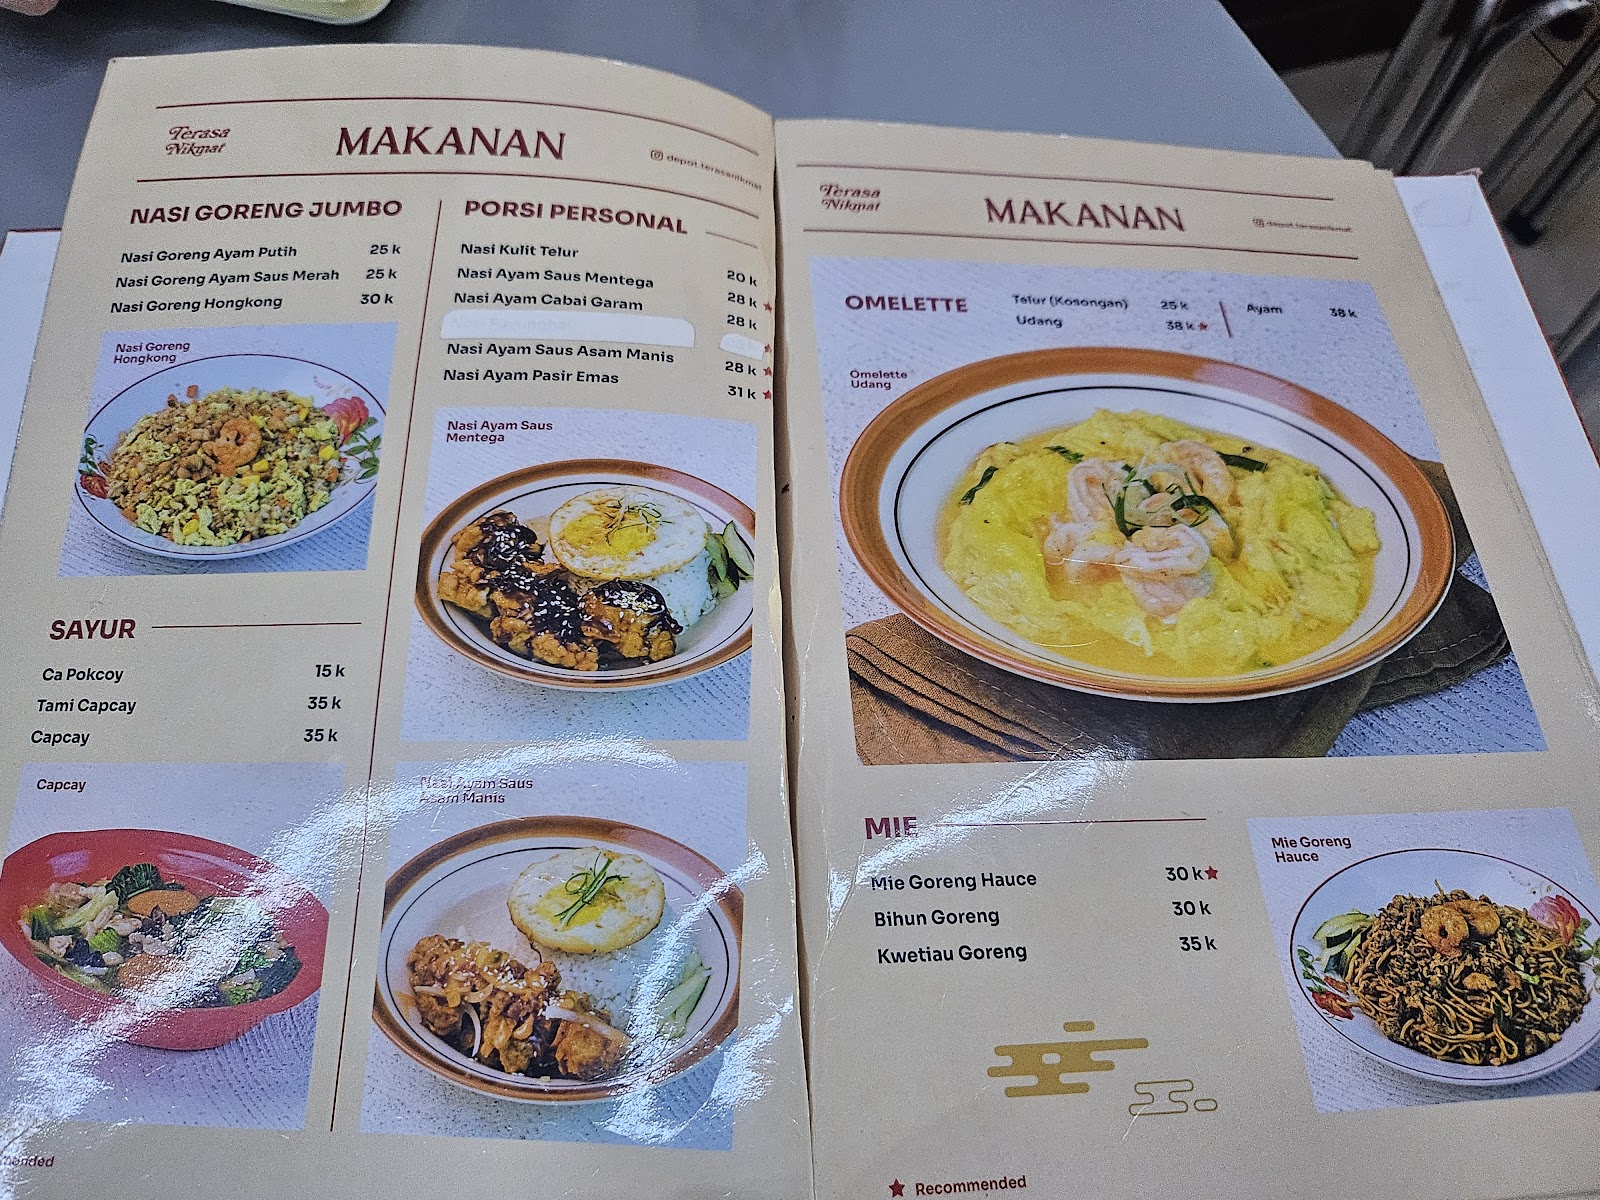 Terasa
Nikmat
MAKANAN
depot.terasanikmat
NASI GORENG JUMBO
Nasi Goreng Ayam Putih 25 k
Nasi Goreng Ayam Saus Merah 25 k
Nasi Goreng Hongkong 30 k
Nasi Goreng
Hongkong
SAYUR
Ca Pokcoy 15 k
Tami Capcay 35 k
Capcay 35 k
Capcay
PORSI PERSONAL
Nasi Kulit Telur 20 k
Nasi Ayam Saus Mentega 28 k
Nasi Ayam Cabai Garam 28 k
Nasi Ayam Saus Asam Manis 28 k
Nasi Ayam Pasir Emas 31 k
Nasi Ayam Saus
Mentega
Nasi Ayam Saus
Asam Manis
Terasa
Nikmat
MAKANAN
depot.terasanikmat
OMELETTE
Telur (Kosongan) 25 k
Udang 38 k
Ayam 38 k
Omelette
Udang
MIE
Mie Goreng Hauce 30 k
Bihun Goreng 30 k
Kwetiau Goreng 35 k
Mie Goreng
Hauce
Recommended